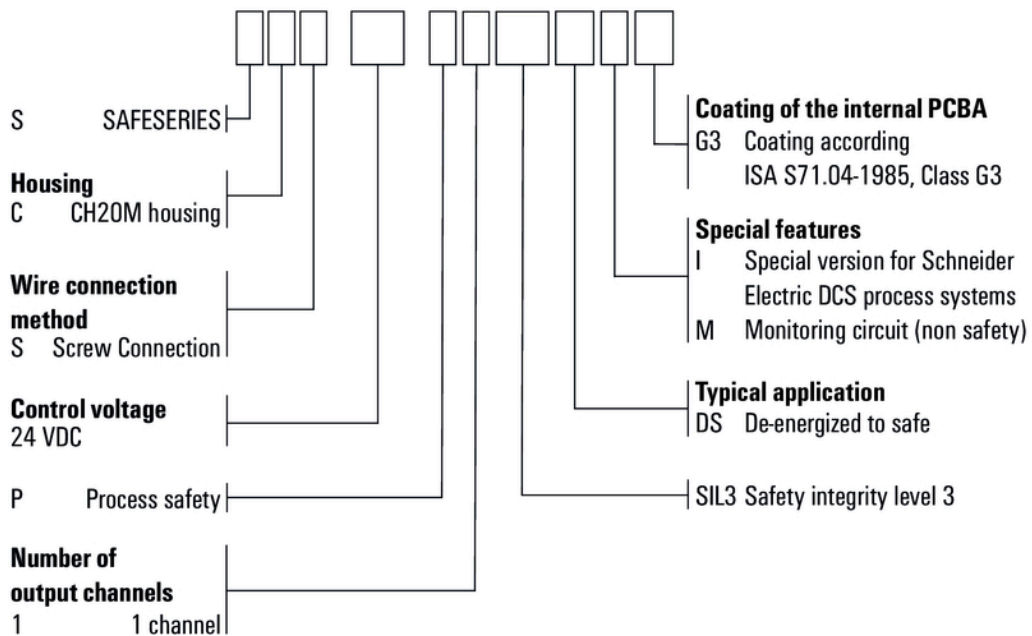 S SAFESERIES
Housing
C CH20M housing
Wire connection
method
S Screw Connection
Control voltage
24 VDC
P Process safety
Number of
output channels
1 1 channel
Coating of the internal PCBA
G3 Coating according
ISA S71.04-1985, Class G3
Special features
I Special version for Schneider
Electric DCS process systems
M Monitoring circuit (non safety)
Typical application
DS De-energized to safe
SIL3 Safety integrity level 3